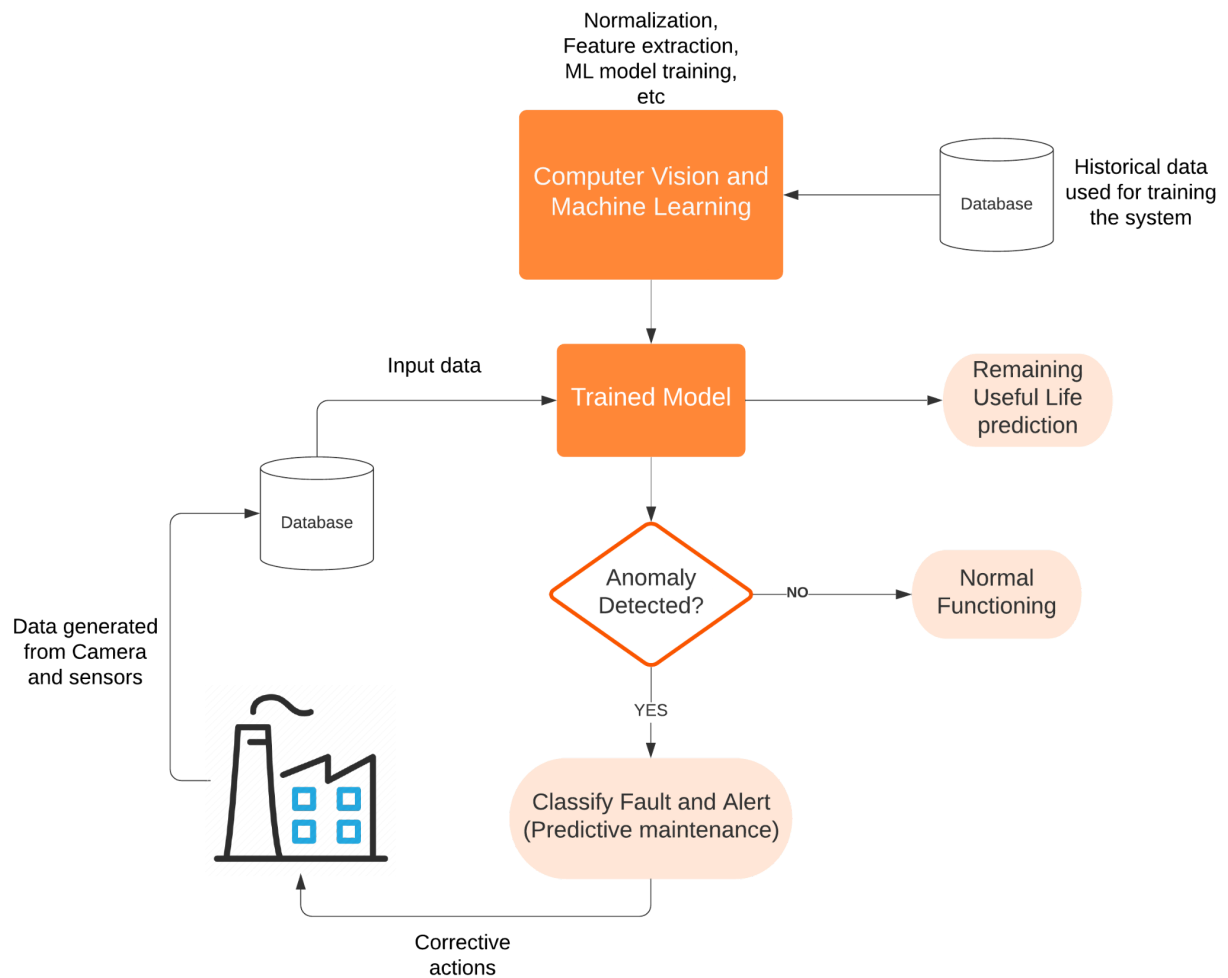 Normalization,
Feature extraction,
ML model training,
etc
Computer Vision and
Machine Learning
Database
Historical data
used for training
the system
Input data
Trained Model
Remaining
Useful Life
prediction
Database
Anomaly
Detected?
NO
Normal
Functioning
Data generated
from Camera
and sensors
YES
Classify Fault and Alert
(Predictive maintenance)
Corrective
actions